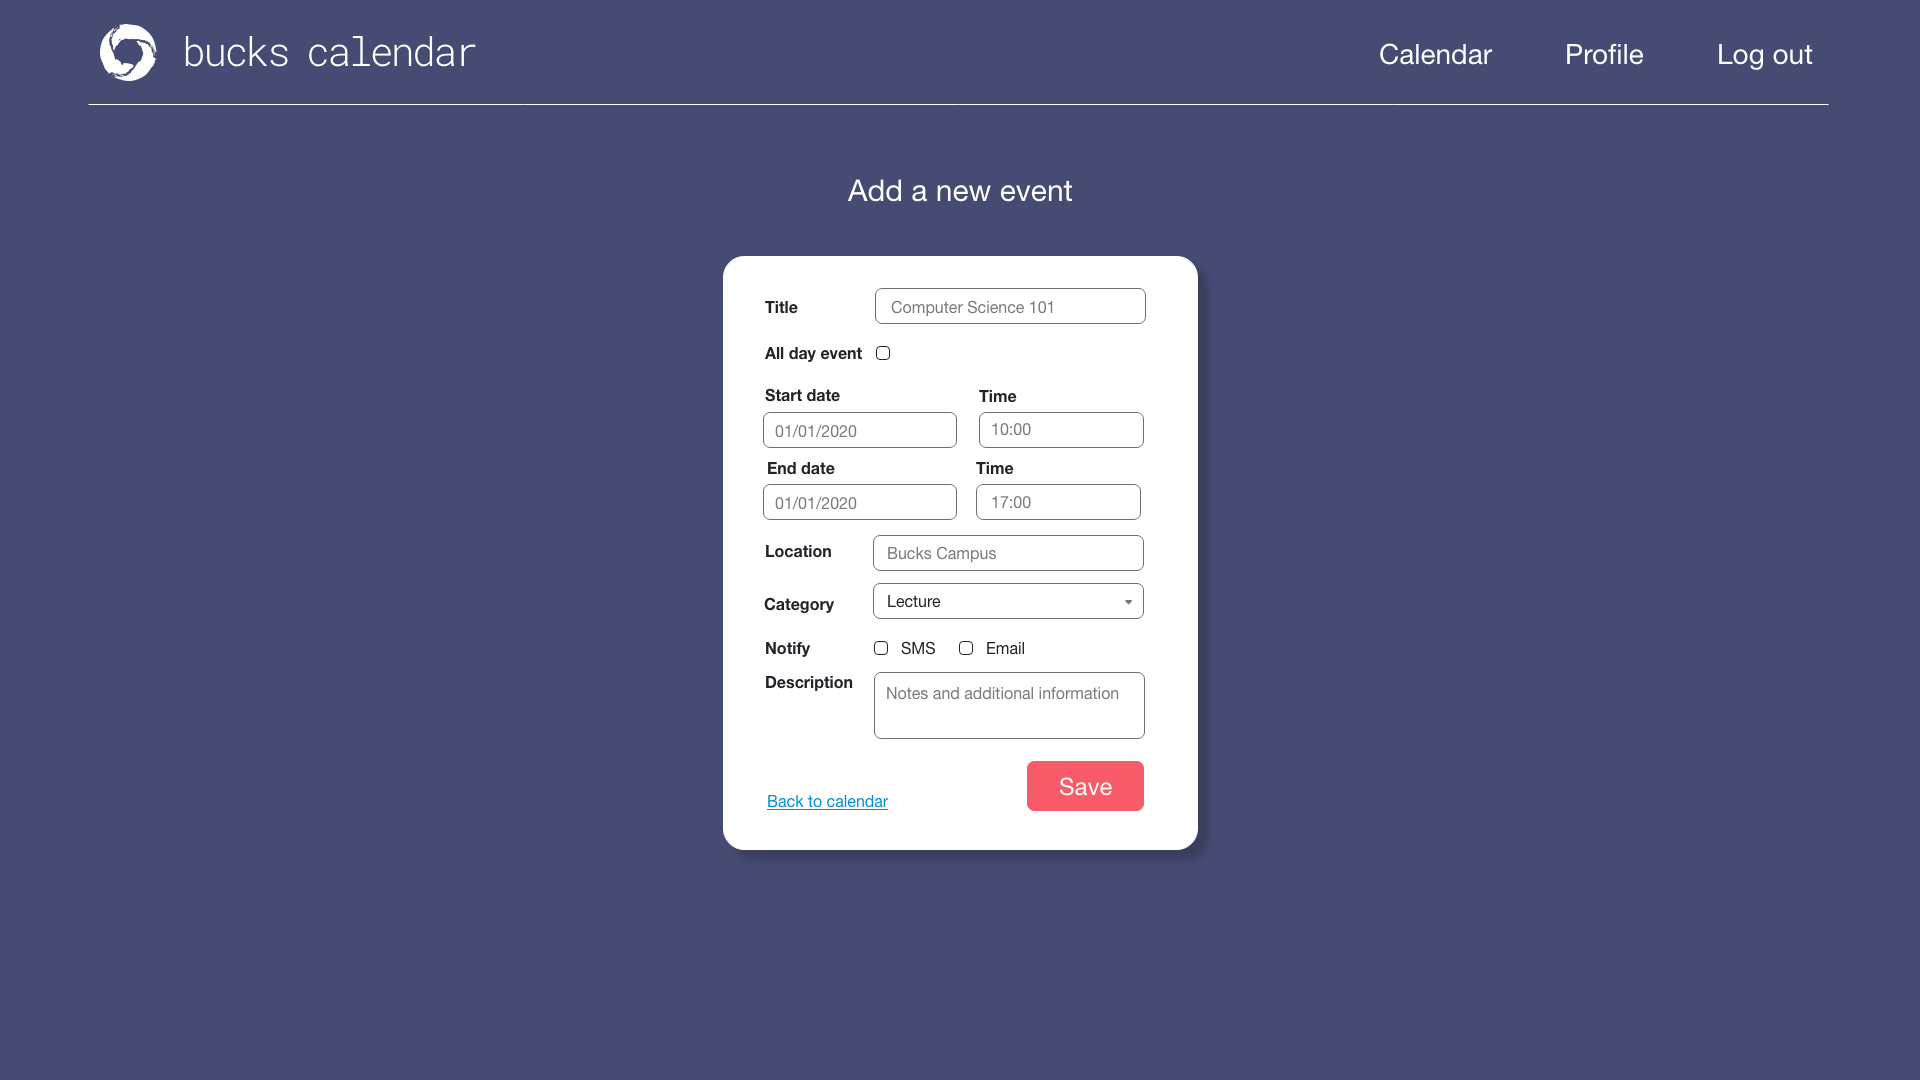 bucks calendar
Calendar Profile Log out
Add a new event
Title Computer Science 101
All day event
Start date Time
01/01/2020 10:00
End date Time
01/01/2020 17:00
Location Bucks Campus
Category Lecture
Notify SMS Email
Description Notes and additional information
Save
Back to calendar